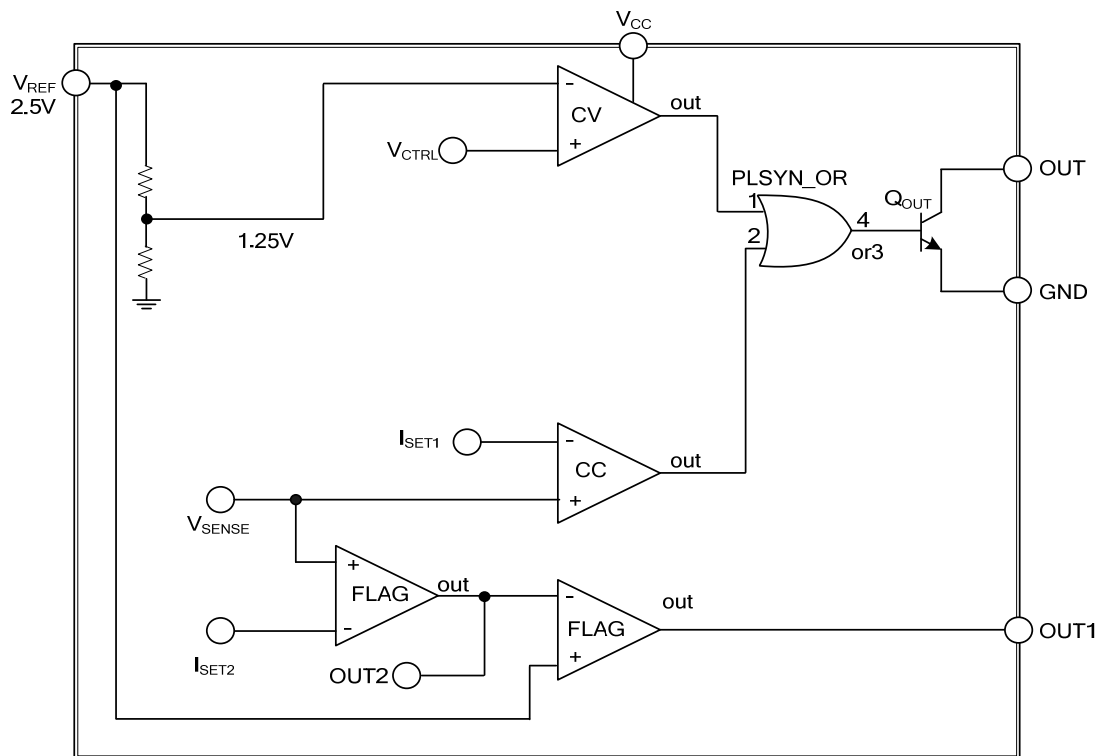 VCC
VREF
2.5V
-
CV
+
out
VCTRL
1.25V
PLSYN_OR
1
2
4
or3
QOUT
OUT
GND
ISET1
-
CC
+
out
VSENSE
+
FLAG
-
out
ISET2
OUT2
-
FLAG
+
out
OUT1